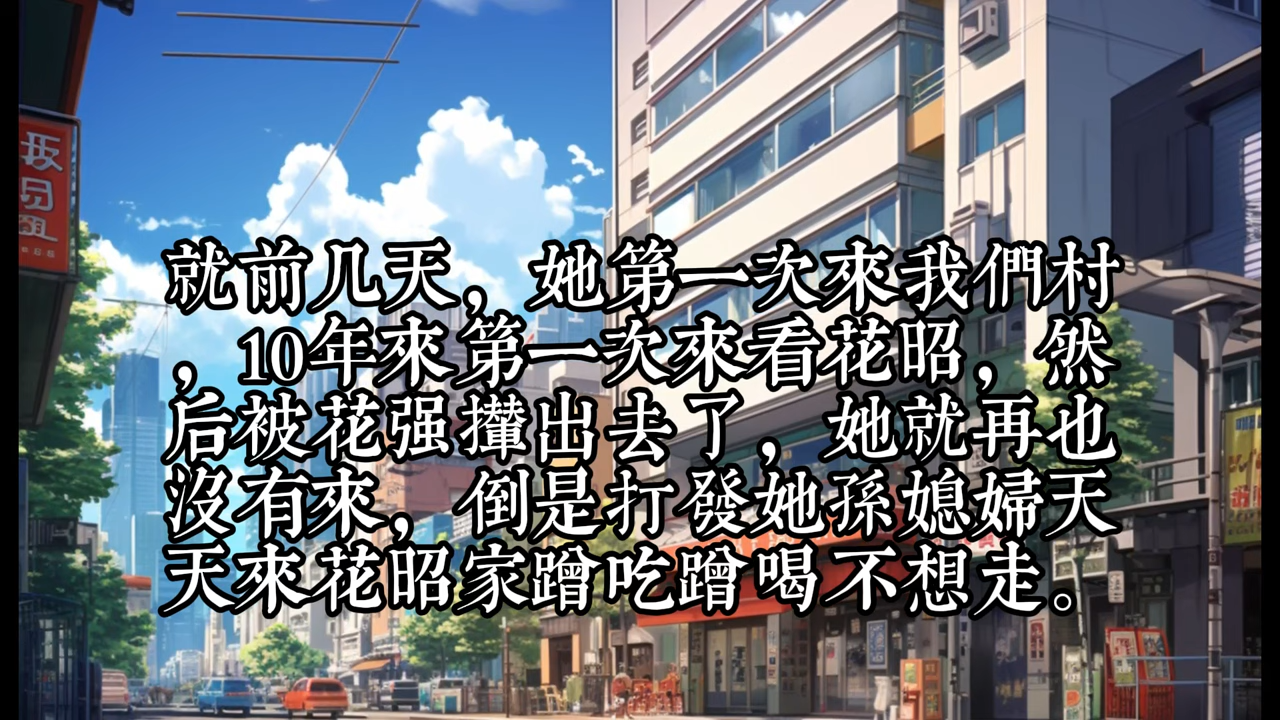 就前几天，她第一次來我們村
，10年來第一次來看花昭，然
后被花强攆出去了，她就再也
沒有來，倒是打發她孫媳婦天
天來花昭家蹭吃蹭喝不想走。